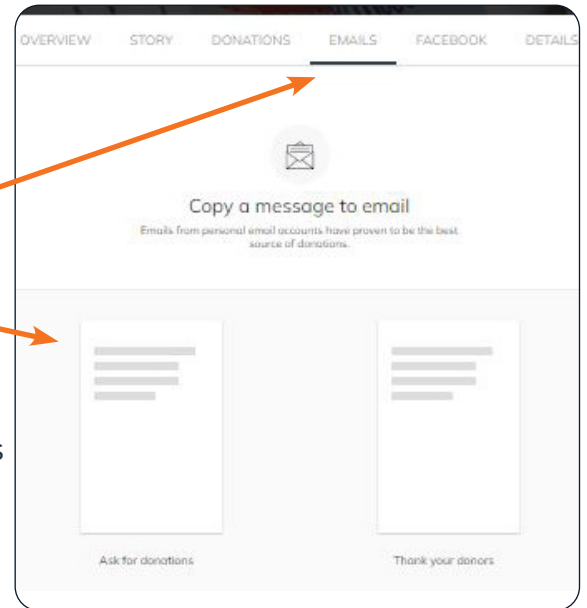 OVERVIEW STORY DONATIONS EMAILS FACEBOOK DETAILS
Copy a message to email
Emails from personal email accounts have proven to be the best
source of donations.
s
Ask for donations Thank your donors